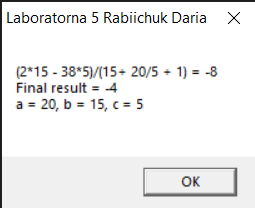 Laboratorna 5 Rabiichuk Daria
(2*15 - 38*5)/(15+ 20/5 + 1) = -8
Final result = -4
a = 20, b = 15, c = 5
OK